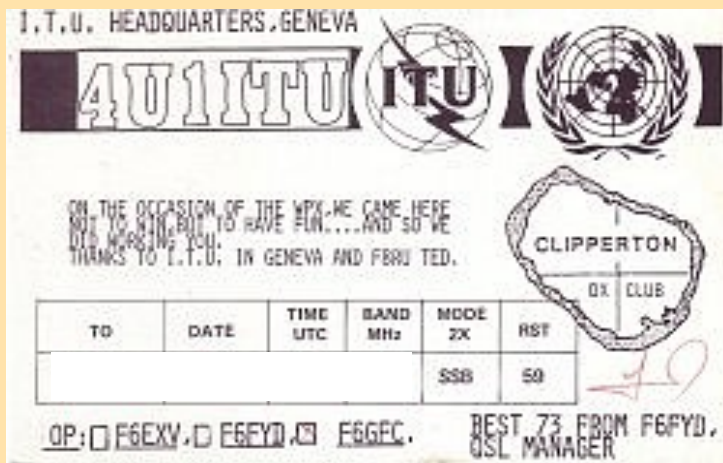 I.T.U. HEADQUARTERS, GENEVA
4U1ITU
ITU
ON THE OCCASION OF THE WPX, WE CAME HERE
NOT TO WIN, BUT TO HAVE FUN....AND SO WE
DID WORKING YOU.
THANKS TO I.T.U. IN GENEVA AND F8RU TED.
CLIPPERTON
DX CLUB
TO DATE TIME UTC BAND MHz MODE 2X RST
SSB 59
OP: F6EXV, F6FYD, F6GFC.
BEST 73 FROM F6FYD,
QSL MANAGER